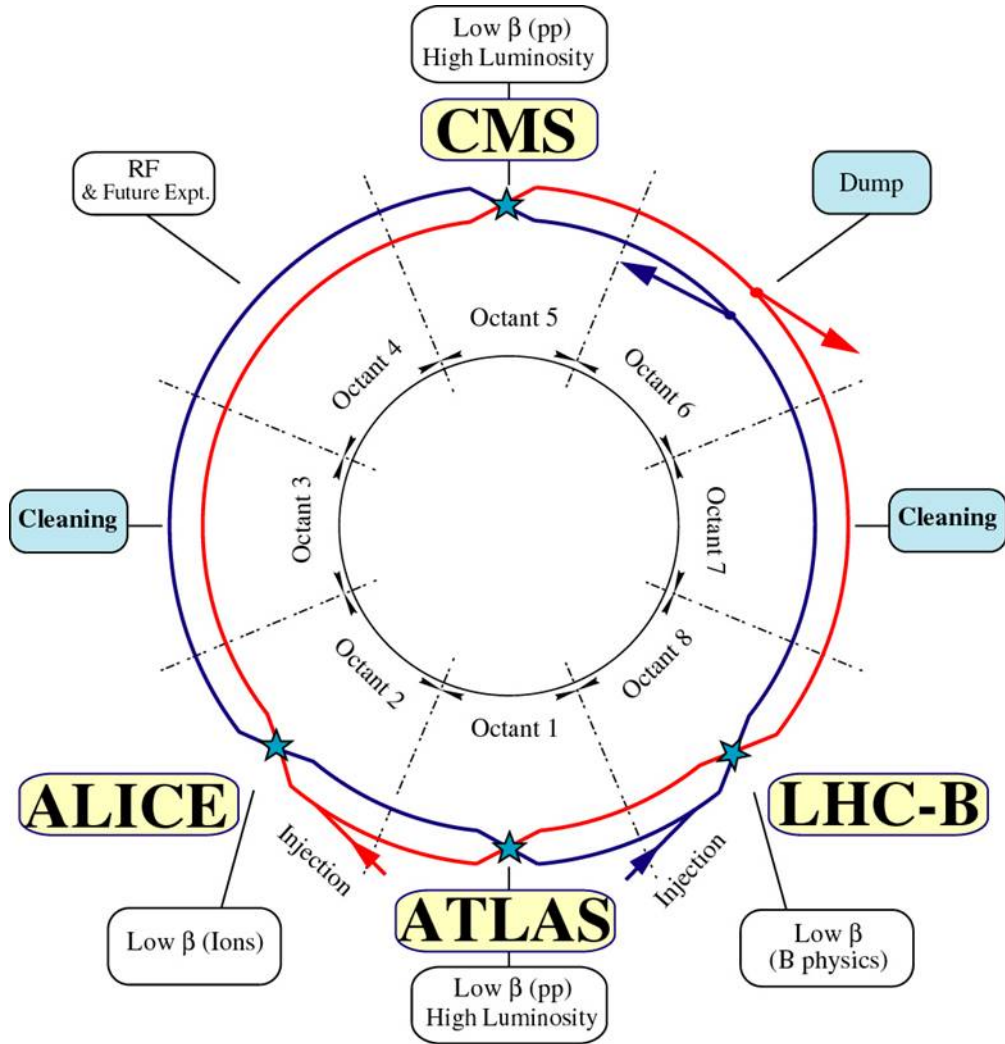 Low β (pp)
High Luminosity
CMS
RF
& Future Expt.
Dump
Octant 5
Octant 4
Octant 6
Cleaning
Octant 3
Octant 7
Cleaning
Octant 2
Octant 8
Octant 1
ALICE
LHC-B
Injection
Injection
ATLAS
Low β (Ions)
Low β
(B physics)
Low β (pp)
High Luminosity